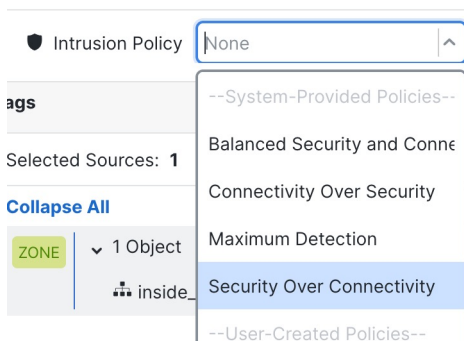 Intrusion Policy
None
--System-Provided Policies--
ags
Balanced Security and Conne
Selected Sources: 1
Connectivity Over Security
Collapse All
Maximum Detection
ZONE
1 Object
inside_
Security Over Connectivity
--User-Created Policies--